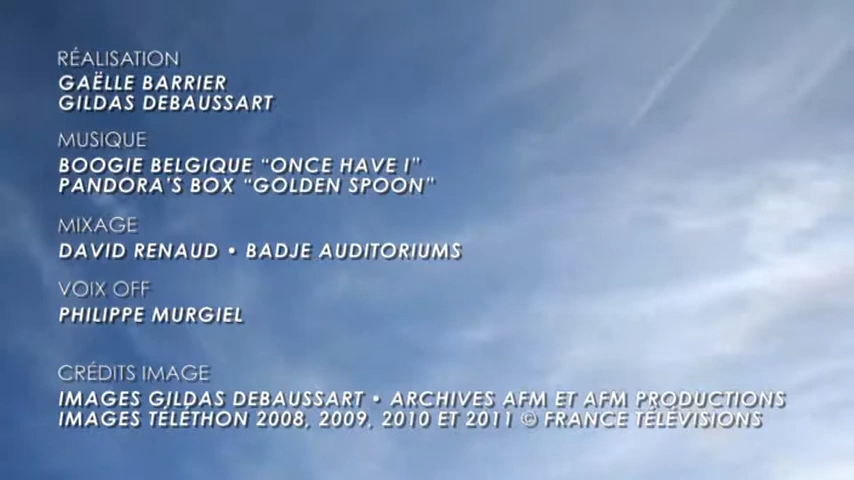 RÉALISATION
GAËLLE BARRIER
GILDAS DEBAUSSART
MUSIQUE
BOOGIE BELGIQUE “ONCE HAVE I”
PANDORA’S BOX “GOLDEN SPOON”
MIXAGE
DAVID RENAUD • BADJE AUDITORIUMS
VOIX OFF
PHILIPPE MURGIEL
CRÉDITS IMAGE
IMAGES GILDAS DEBAUSSART • ARCHIVES AFM ET AFM PRODUCTIONS
IMAGES TÉLÉTHON 2008, 2009, 2010 ET 2011 © FRANCE TÉLÉVISIONS